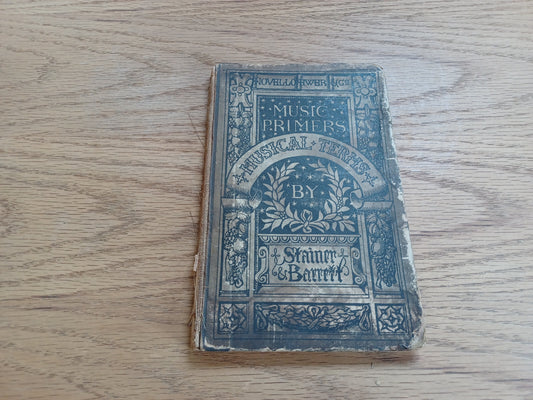 NOVELLO EWER & CO'S
MUSIC
PRIMERS
MUSICAL TERMS
BY
Stainer
& Barrett